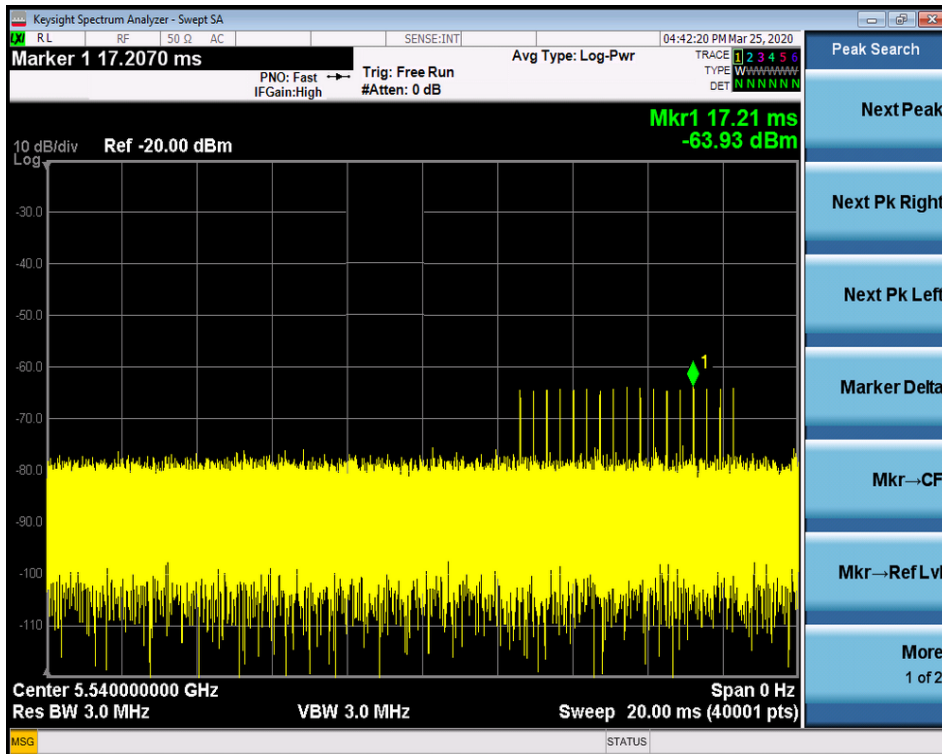 Keysight Spectrum Analyzer - Swept SA
LXI RL RF 50 Ω AC SENSE:INT 04:42:20 PM Mar 25, 2020
Marker 1 17.2070 ms
PNO: Fast
IFGain:High
Trig: Free Run
#Atten: 0 dB
Avg Type: Log-Pwr
TRACE 1 2 3 4 5 6
TYPE WWWWWW
DET N N N N N N
Mkr1 17.21 ms
-63.93 dBm
10 dB/div Ref -20.00 dBm
Log
1
-30.0
-40.0
-50.0
-60.0
-70.0
-80.0
-90.0
-100
-110
Center 5.540000000 GHz Span 0 Hz
Res BW 3.0 MHz VBW 3.0 MHz Sweep 20.00 ms (40001 pts)
MSG STATUS
Peak Search
Next Peak
Next Pk Right
Next Pk Left
Marker Delta
Mkr→CF
Mkr→Ref Lvl
More
1 of 2